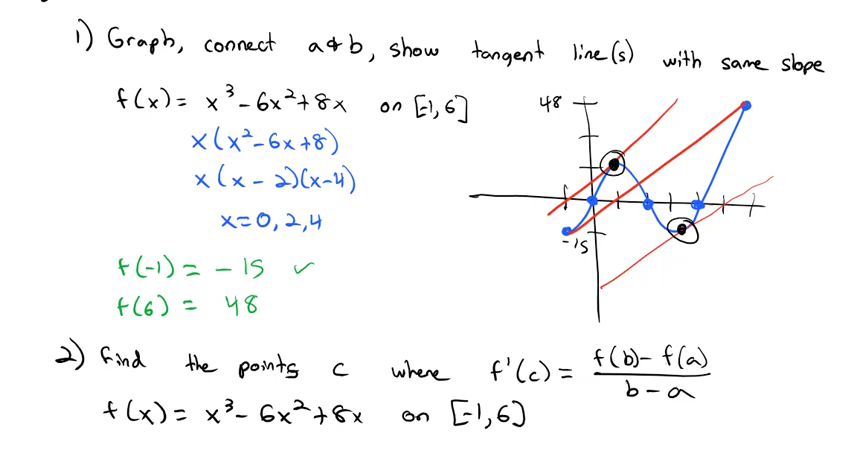 1) Graph, connect a & b, show tangent line(s) with same slope
f(x) = x³ - 6x² + 8x on [-1, 6]
x(x² - 6x + 8)
x(x - 2)(x - 4)
x = 0, 2, 4
f(-1) = -15 ✓
f(6) = 48
48
-15
2) Find the points c where f'(c) = f(b) - f(a) / b - a
f(x) = x³ - 6x² + 8x on [-1, 6]